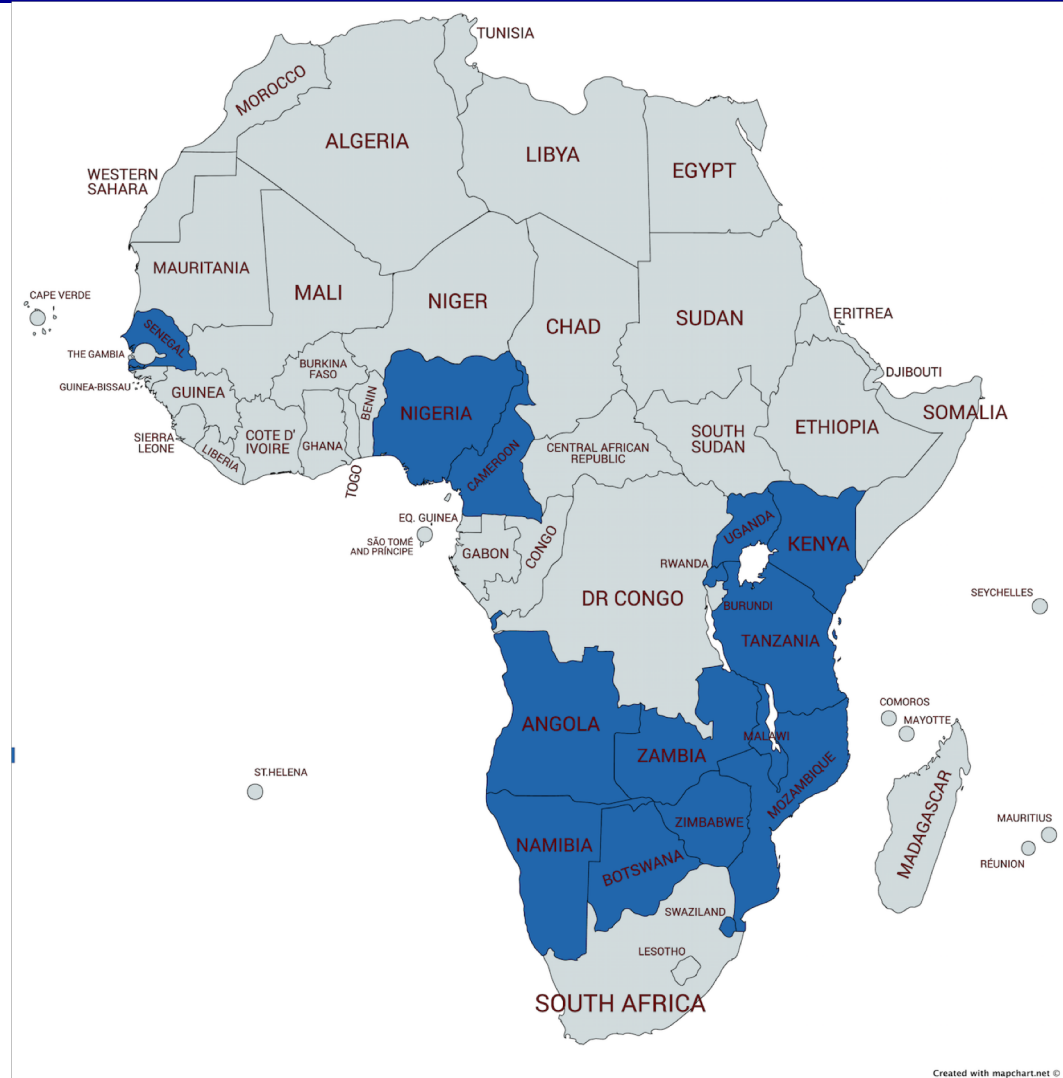 TUNISIA
MOROCCO
ALGERIA
LIBYA
EGYPT
WESTERN
SAHARA
MAURITANIA
MALI
NIGER
CHAD
SUDAN
ERITREA
CAPE VERDE
SENEGAL
THE GAMBIA
GUINEA-BISSAU
GUINEA
BURKINA
FASO
BENIN
NIGERIA
DJIBOUTI
SOMALIA
ETHIOPIA
SOUTH
SUDAN
CENTRAL AFRICAN
REPUBLIC
SIERRA
LEONE
LIBERIA
COTE D'
IVOIRE
GHANA
TOGO
CAMEROON
EQ. GUINEA
SÃO TOMÉ
AND PRÍNCIPE
GABON
CONGO
UGANDA
KENYA
RWANDA
DR CONGO
BURUNDI
TANZANIA
SEYCHELLES
COMOROS
MAYOTTE
ANGOLA
ZAMBIA
MALAWI
MOZAMBIQUE
ST.HELENA
MADAGASCAR
MAURITIUS
RÉUNION
NAMIBIA
BOTSWANA
ZIMBABWE
SWAZILAND
LESOTHO
SOUTH AFRICA
Created with mapchart.net ©